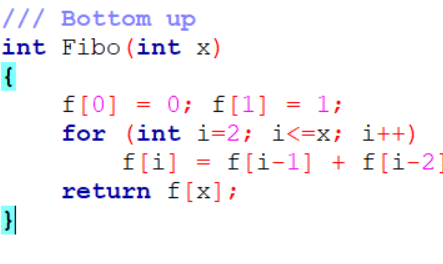 /// Bottom up
int Fibo(int x)
{
    f[0] = 0; f[1] = 1;
    for (int i=2; i<=x; i++)
        f[i] = f[i-1] + f[i-2]
    return f[x];
}